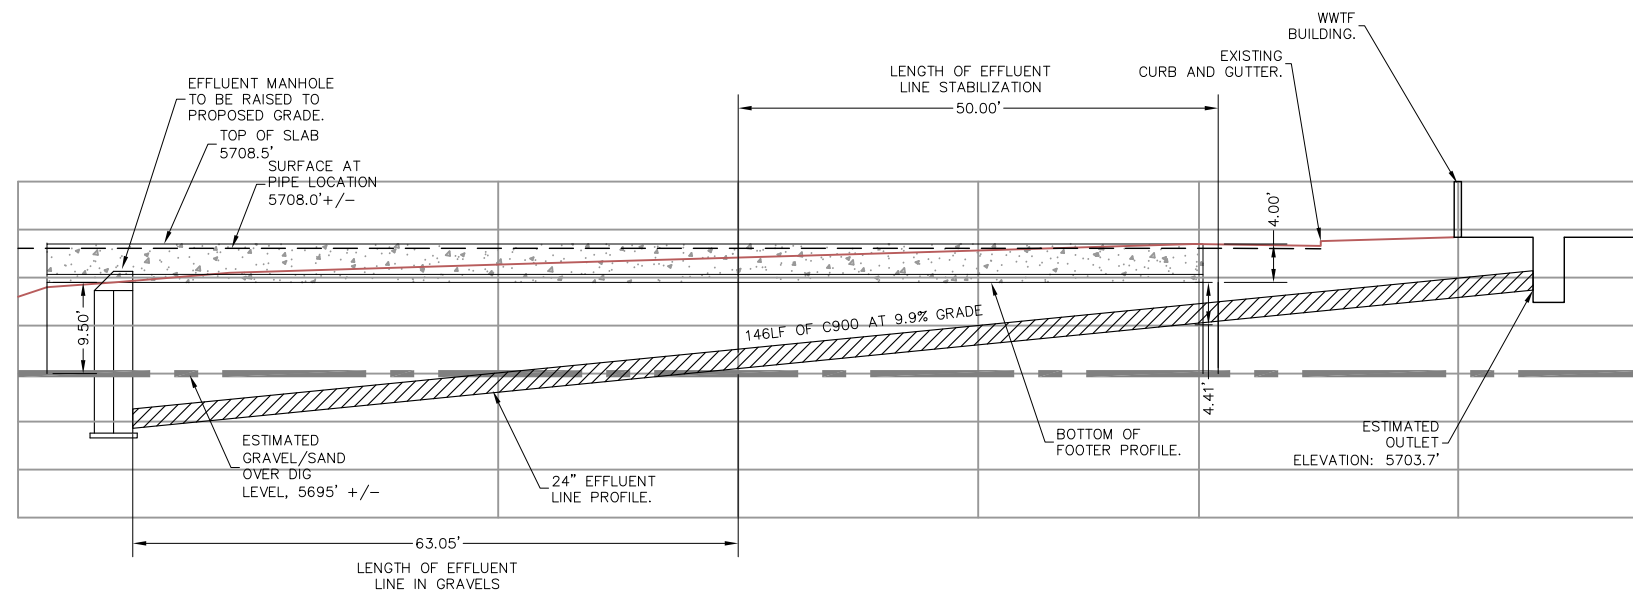 WWTF
BUILDING.
EXISTING
CURB AND GUTTER.
LENGTH OF EFFLUENT
LINE STABILIZATION
50.00'
EFFLUENT MANHOLE
TO BE RAISED TO
PROPOSED GRADE.
TOP OF SLAB
5708.5'
SURFACE AT
PIPE LOCATION
5708.0'+/-
4.00'
9.50'
146LF OF C900 AT 9.9% GRADE
4.41'
ESTIMATED
GRAVEL/SAND
OVER DIG
LEVEL, 5695' +/-
24" EFFLUENT
LINE PROFILE.
BOTTOM OF
FOOTER PROFILE.
ESTIMATED
OUTLET
ELEVATION: 5703.7'
63.05'
LENGTH OF EFFLUENT
LINE IN GRAVELS